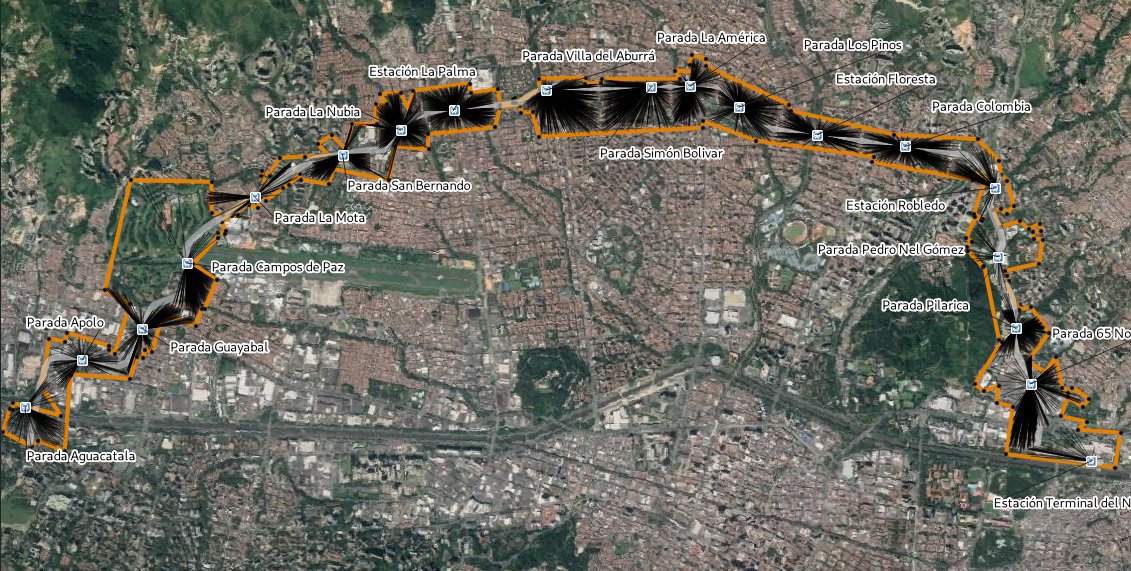 Parada La América
Parada Los Pinos
Parada Villa del Aburrá
Estación La Palma
Estación Floresta
Parada Colombia
Parada La Nubia
Parada Simón Bolivar
Parada San Bernando
Estación Robledo
Parada La Mota
Parada Pedro Nel Gómez
Parada Campos de Paz
Parada Pilarica
Parada Apolo
Parada 65 No
Parada Guayabal
Parada Aguacatala
Estación Terminal del N